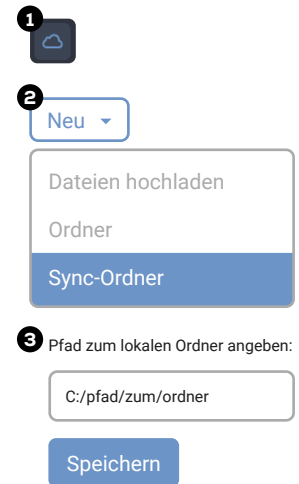 1
2
Neu
Dateien hochladen
Ordner
Sync-Ordner
3 Pfad zum lokalen Ordner angeben:
C:/pfad/zum/ordner
Speichern